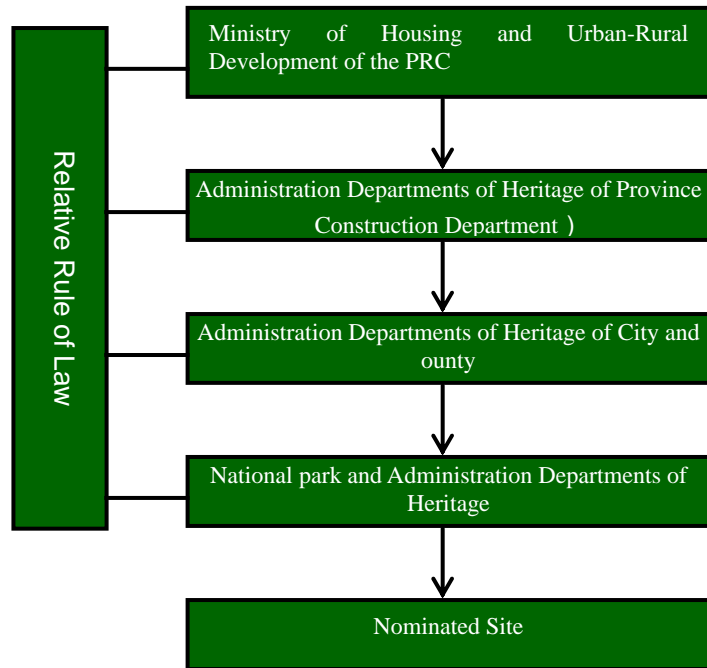 Ministry of Housing and Urban-Rural
Development of the PRC
Relative Rule of Law
Administration Departments of Heritage of Province
Construction Department )
Administration Departments of Heritage of City and
ounty
National park and Administration Departments of
Heritage
Nominated Site